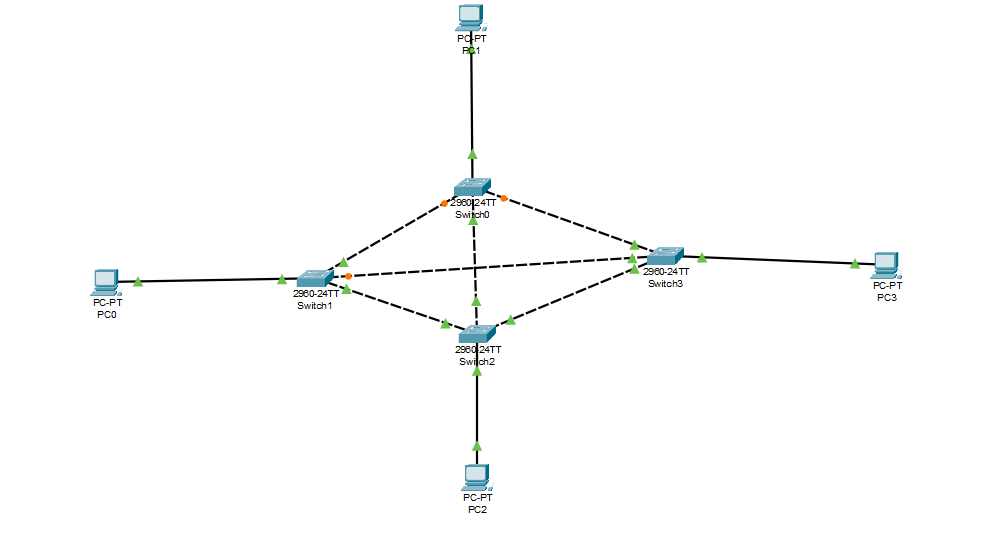 PC-PT
PC1
2960-24TT
Switch0
2960-24TT
Switch3
PC-PT
PC3
PC-PT
PC0
2960-24TT
Switch1
2960-24TT
Switch2
PC-PT
PC2